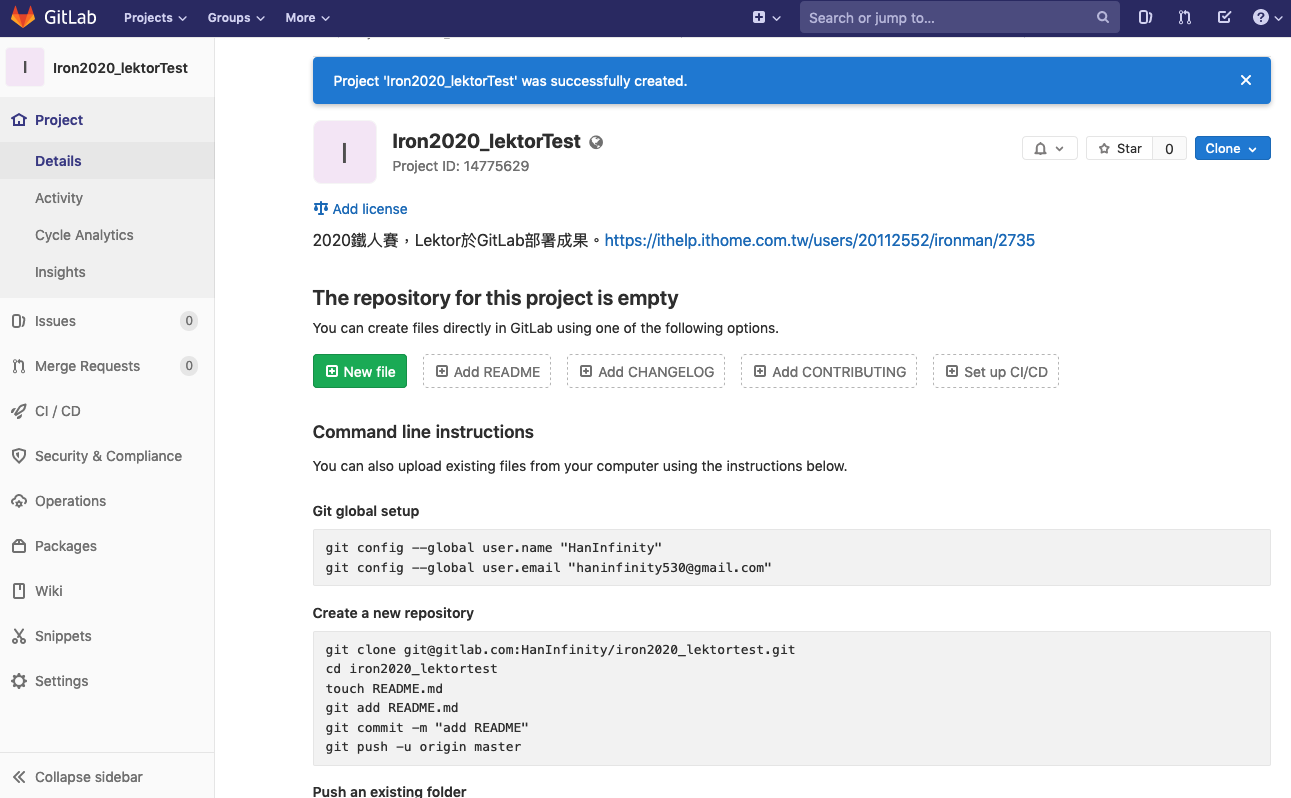 GitLab Projects Groups More Search or jump to...
I Iron2020_lektorTest
Project
Details
Activity
Cycle Analytics
Insights
Issues 0
Merge Requests 0
CI / CD
Security & Compliance
Operations
Packages
Wiki
Snippets
Settings
Collapse sidebar
Project 'Iron2020_lektorTest' was successfully created.
I
Iron2020_lektorTest
Project ID: 14775629
Star 0 Clone
Add license
2020鐵人賽，Lektor於GitLab部署成果。https://ithelp.ithome.com.tw/users/20112552/ironman/2735
The repository for this project is empty
You can create files directly in GitLab using one of the following options.
New file Add README Add CHANGELOG Add CONTRIBUTING Set up CI/CD
Command line instructions
You can also upload existing files from your computer using the instructions below.
Git global setup
git config --global user.name "HanInfinity"
git config --global user.email "haninfinity530@gmail.com"
Create a new repository
git clone git@gitlab.com:HanInfinity/iron2020_lektortest.git
cd iron2020_lektortest
touch README.md
git add README.md
git commit -m "add README"
git push -u origin master
Push an existing folder